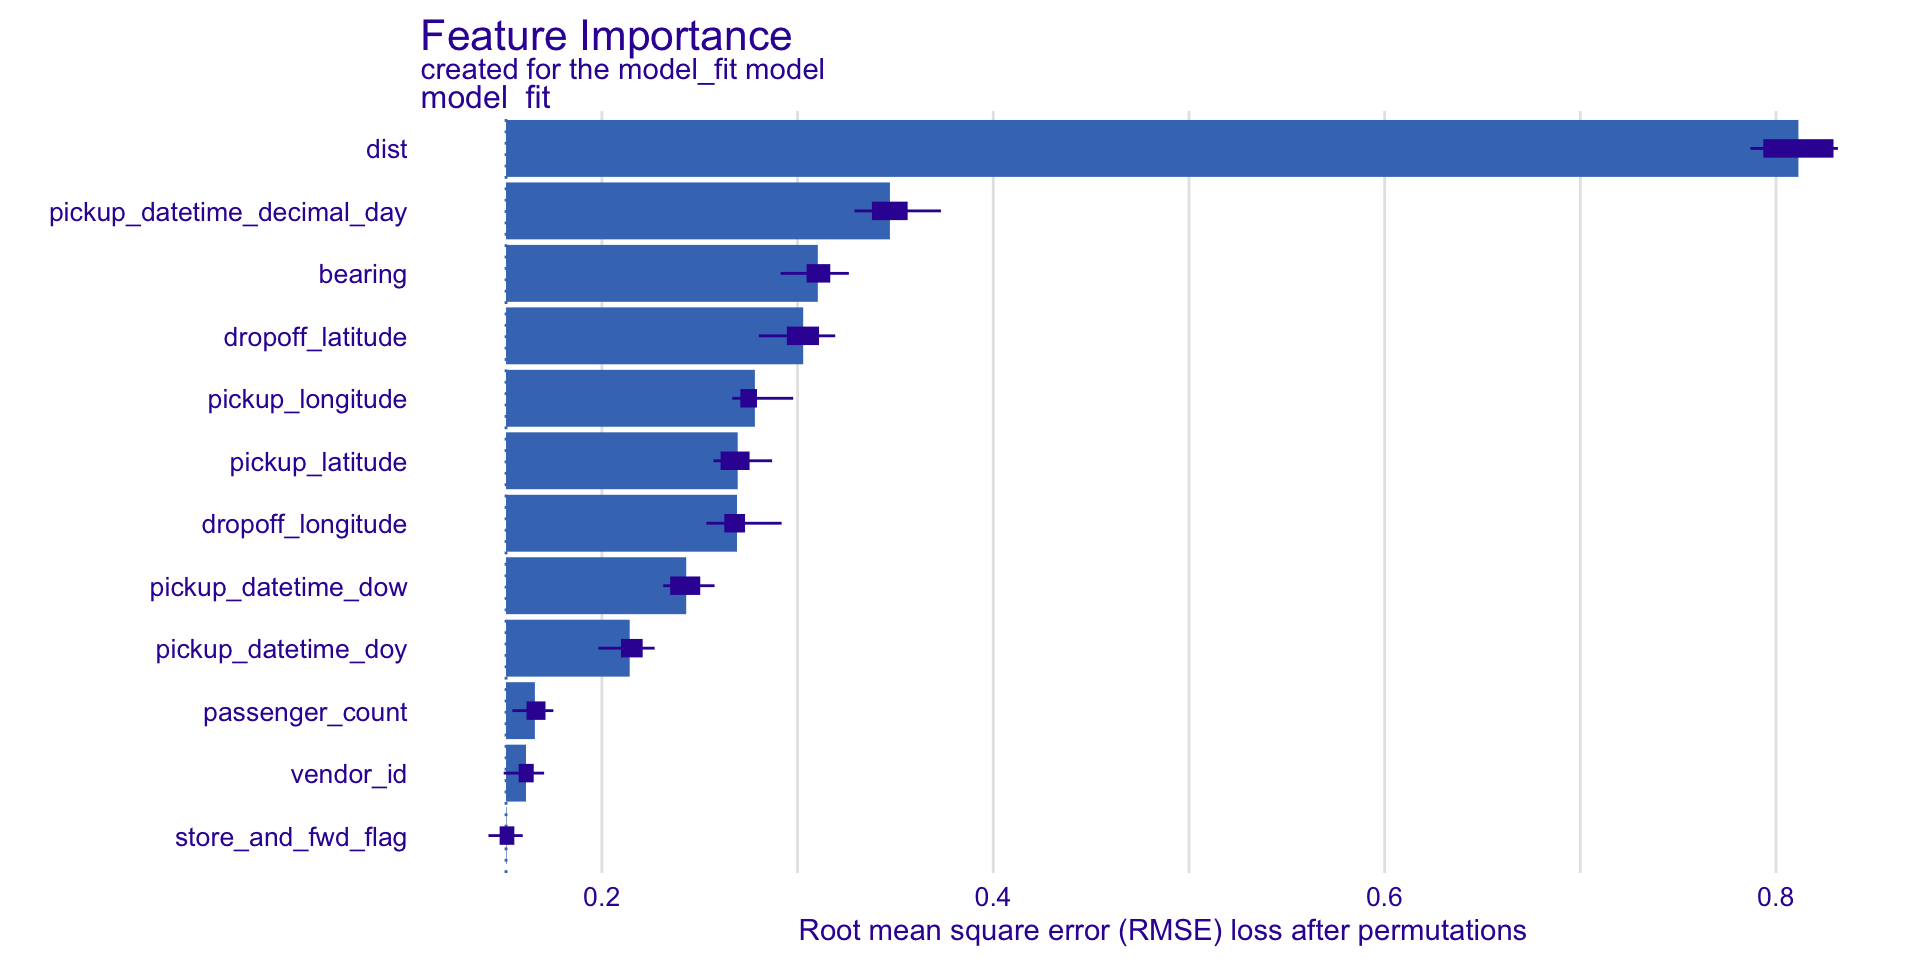 Feature Importance
created for the model_fit model
model_fit
dist
pickup_datetime_decimal_day
bearing
dropoff_latitude
pickup_longitude
pickup_latitude
dropoff_longitude
pickup_datetime_dow
pickup_datetime_doy
passenger_count
vendor_id
store_and_fwd_flag
0.2 0.4 0.6 0.8
Root mean square error (RMSE) loss after permutations